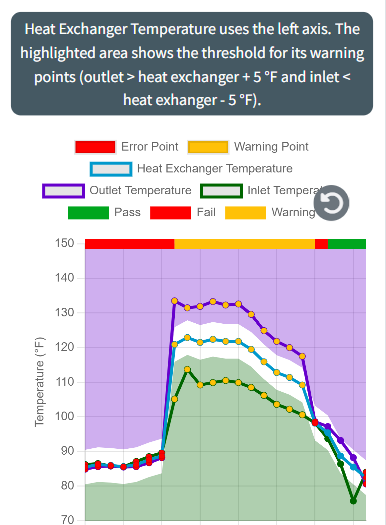 Heat Exchanger Temperature uses the left axis. The
highlighted area shows the threshold for its warning
points (outlet > heat exchanger + 5 °F and inlet <
heat exhanger - 5 °F).
Error Point Warning Point
Heat Exchanger Temperature
Outlet Temperature Inlet Temperat
Pass Fail Warning
150
140
130
120
110
100
90
80
70
Temperature (°F)